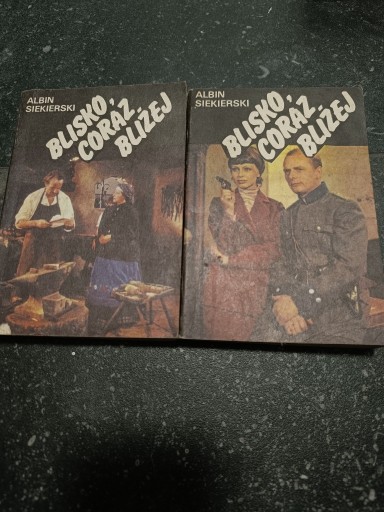 ALBIN
SIEKIERSKI
BLISKO,
CORAZ
BLIŻEJ
ALBIN
SIEKIERSKI
BLISKO,
CORAZ
BLIŻEJ